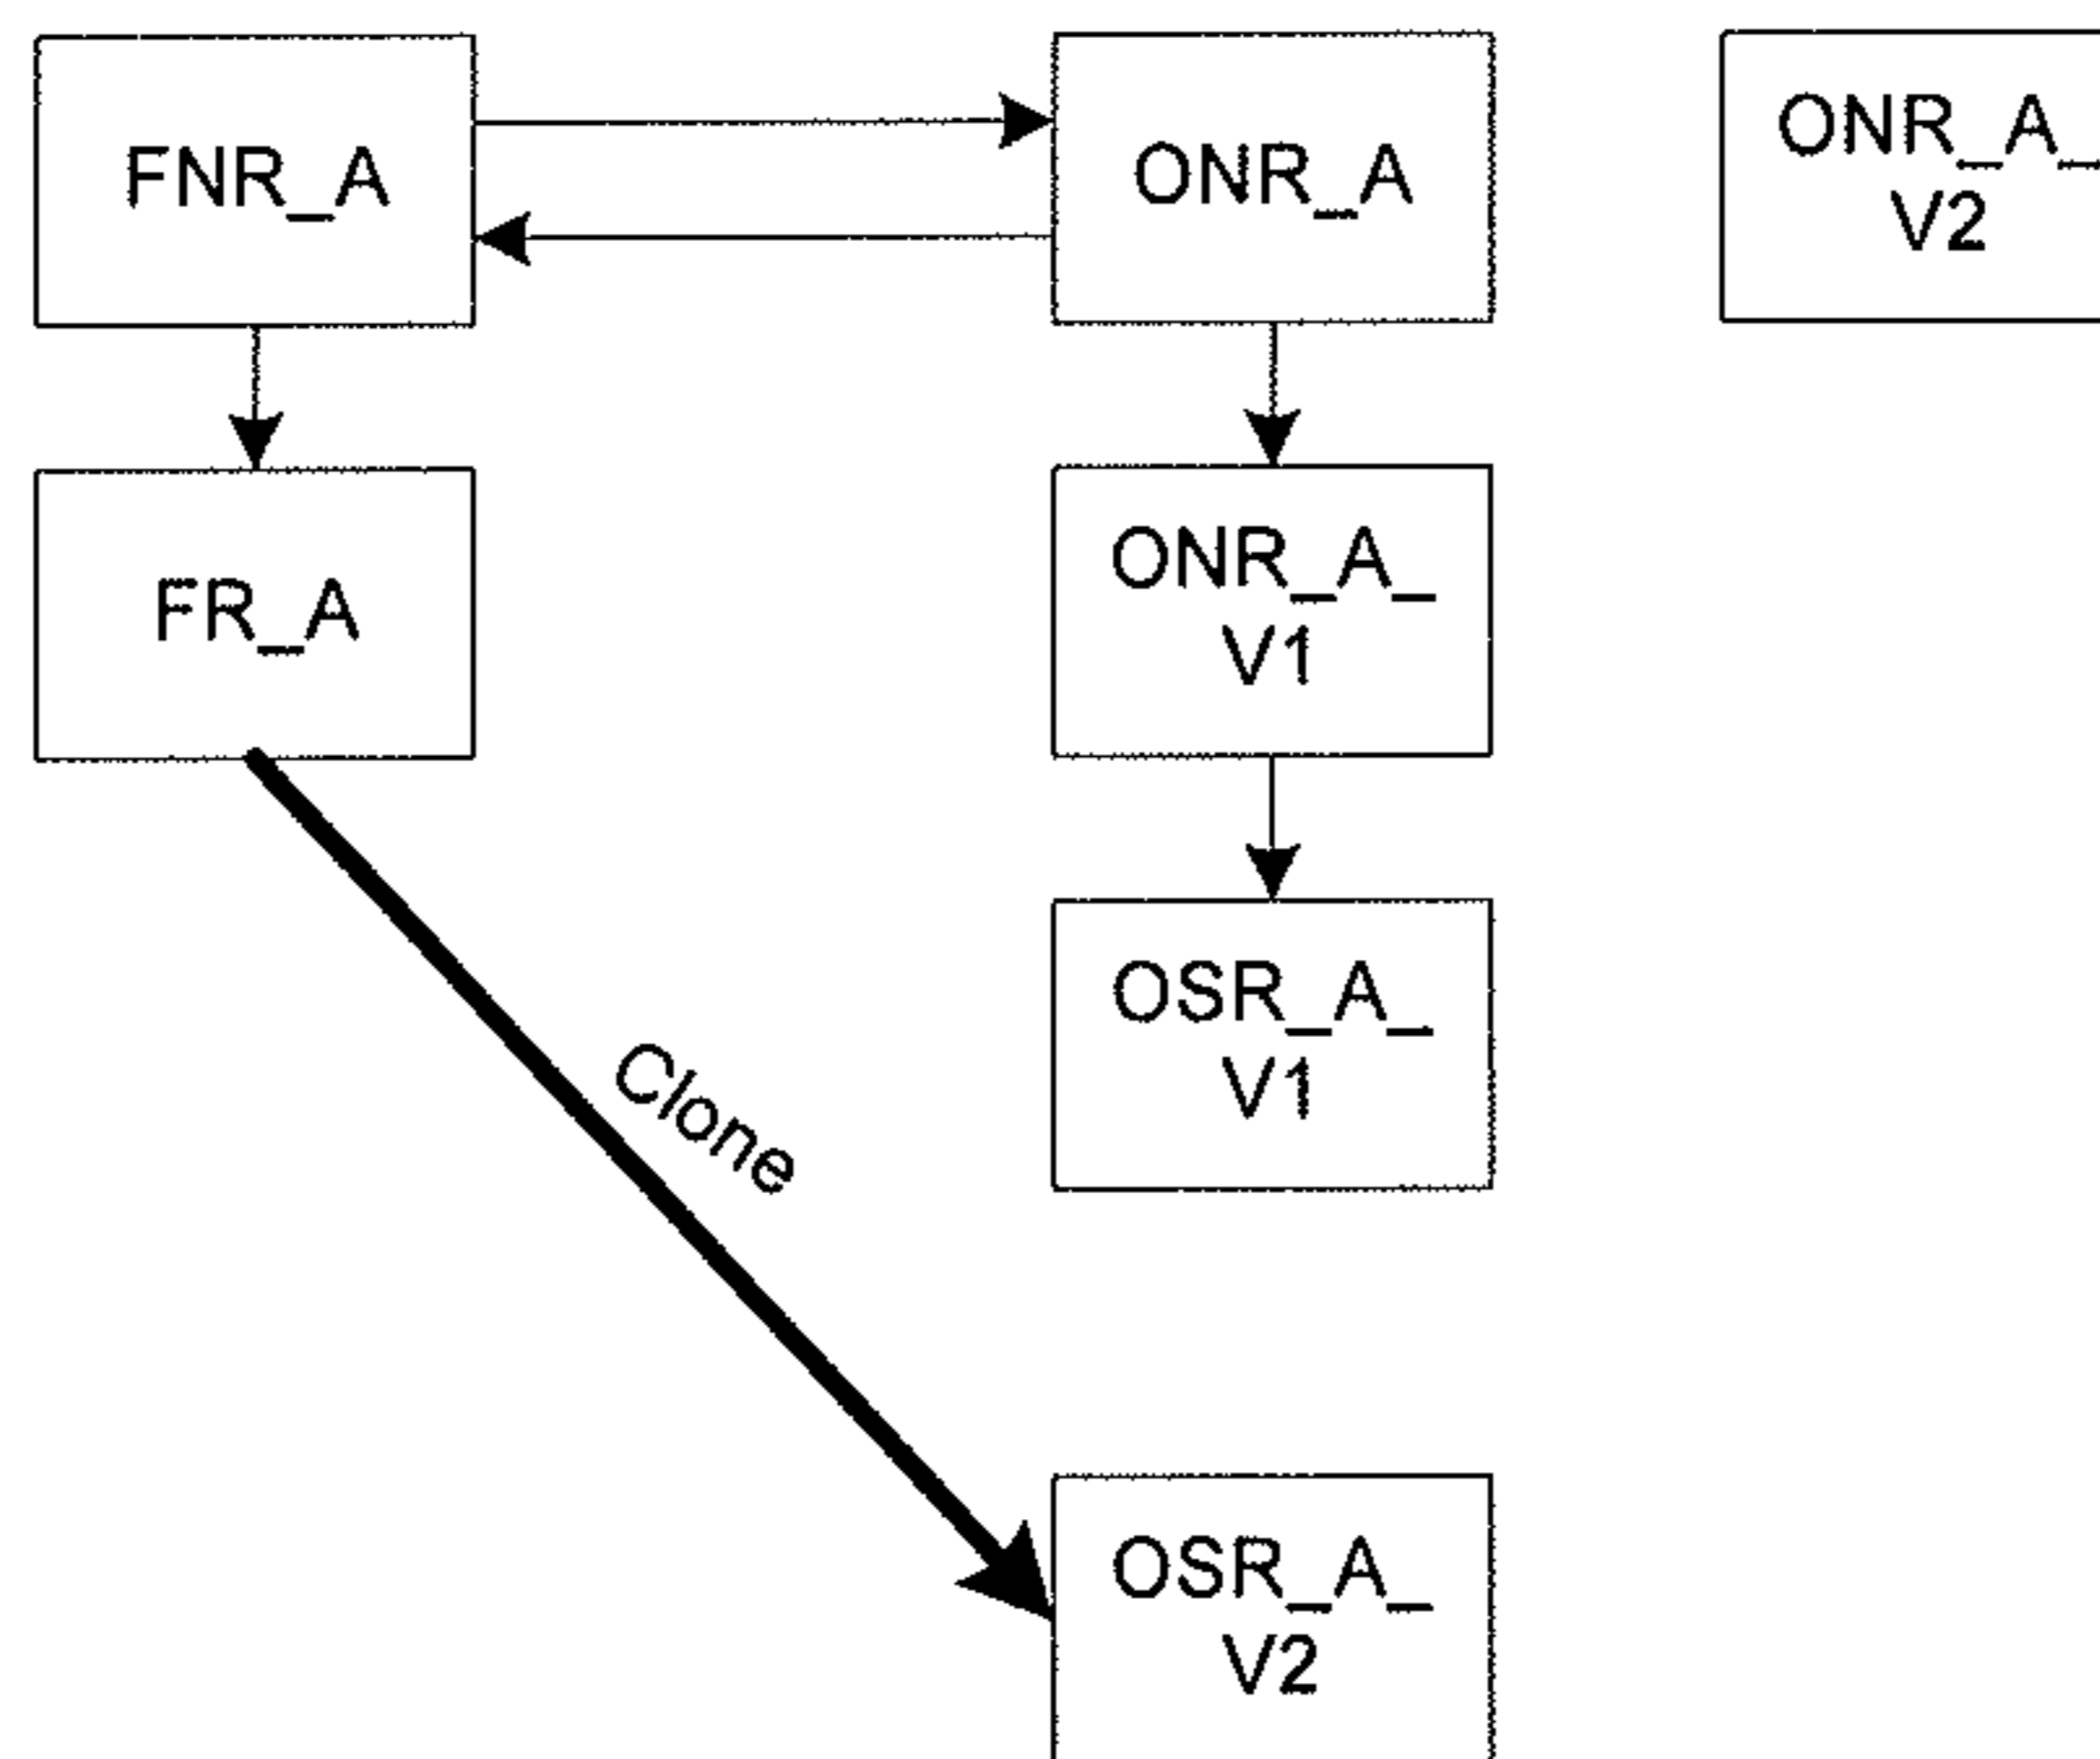 FNR_A
ONR_A
ONR_A_
V2
FR_A
ONR_A_
V1
OSR_A_
V1
Clone
OSR_A_
V2